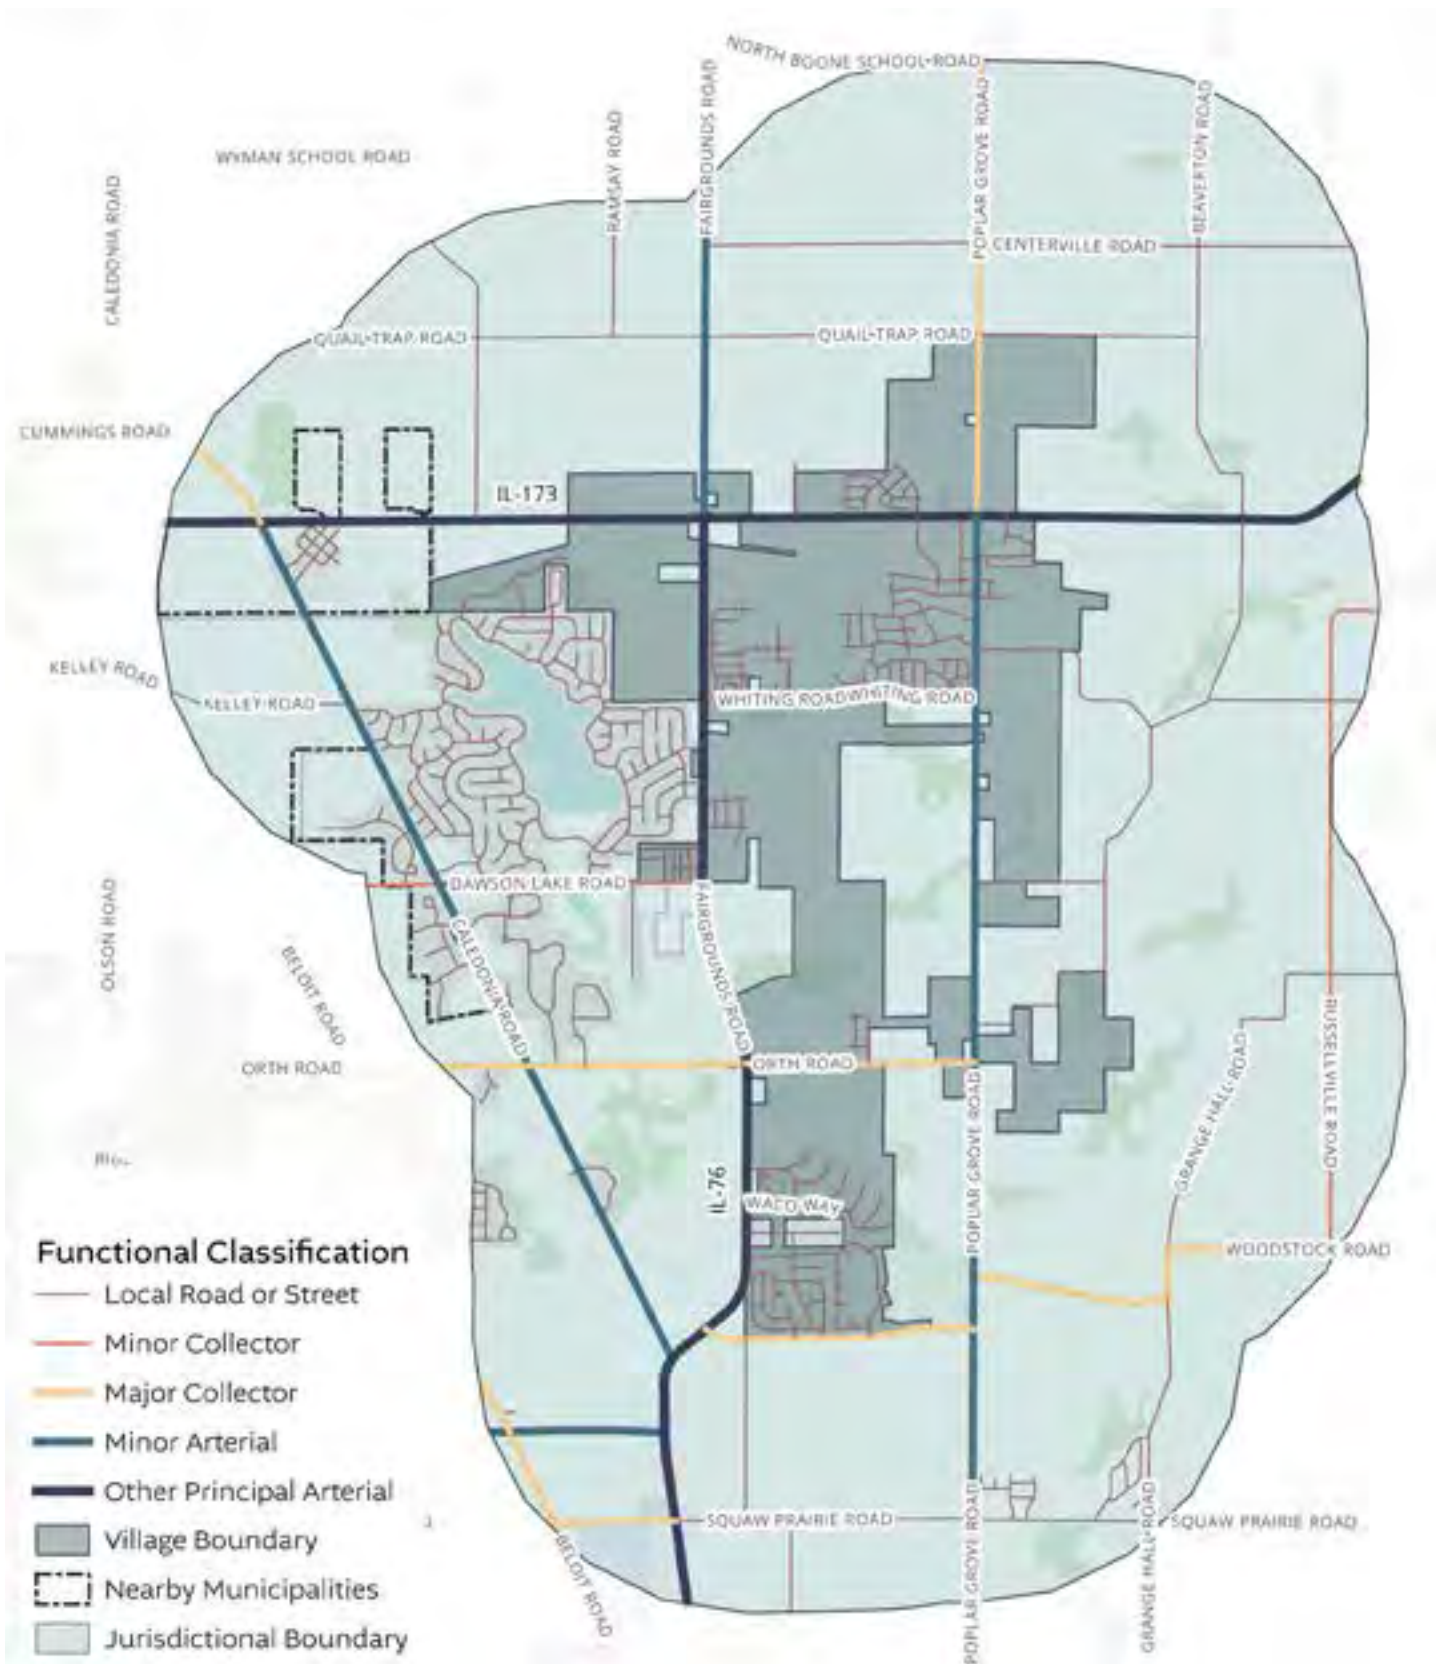 NORTH BOONE SCHOOL ROAD
FAIRGROUNDS ROAD
POPLAR GROVE ROAD
BEAVERTON ROAD
RAMSAY ROAD
WYMAN SCHOOL ROAD
CALEDONIA ROAD
CENTERVILLE ROAD
QUAIL TRAP ROAD
QUAIL TRAP ROAD
CUMMINGS ROAD
IL-173
KELLEY ROAD
KELLEY ROAD
WHITING ROAD
WHITING ROAD
DAWSON LAKE ROAD
OLSON ROAD
BELOIT ROAD
CALEDONIA ROAD
FAIRGROUNDS ROAD
ORTH ROAD
ORTH ROAD
POPLAR GROVE ROAD
GRANGE HALL ROAD
RUSSELLVILLE ROAD
IL-76
WACO WAY
WOODSTOCK ROAD
Functional Classification
Local Road or Street
Minor Collector
Major Collector
Minor Arterial
Other Principal Arterial
Village Boundary
Nearby Municipalities
Jurisdictional Boundary
SQUAW PRAIRIE ROAD
SQUAW PRAIRIE ROAD
BELOIT ROAD
POPLAR GROVE ROAD
GRANGE HALL ROAD